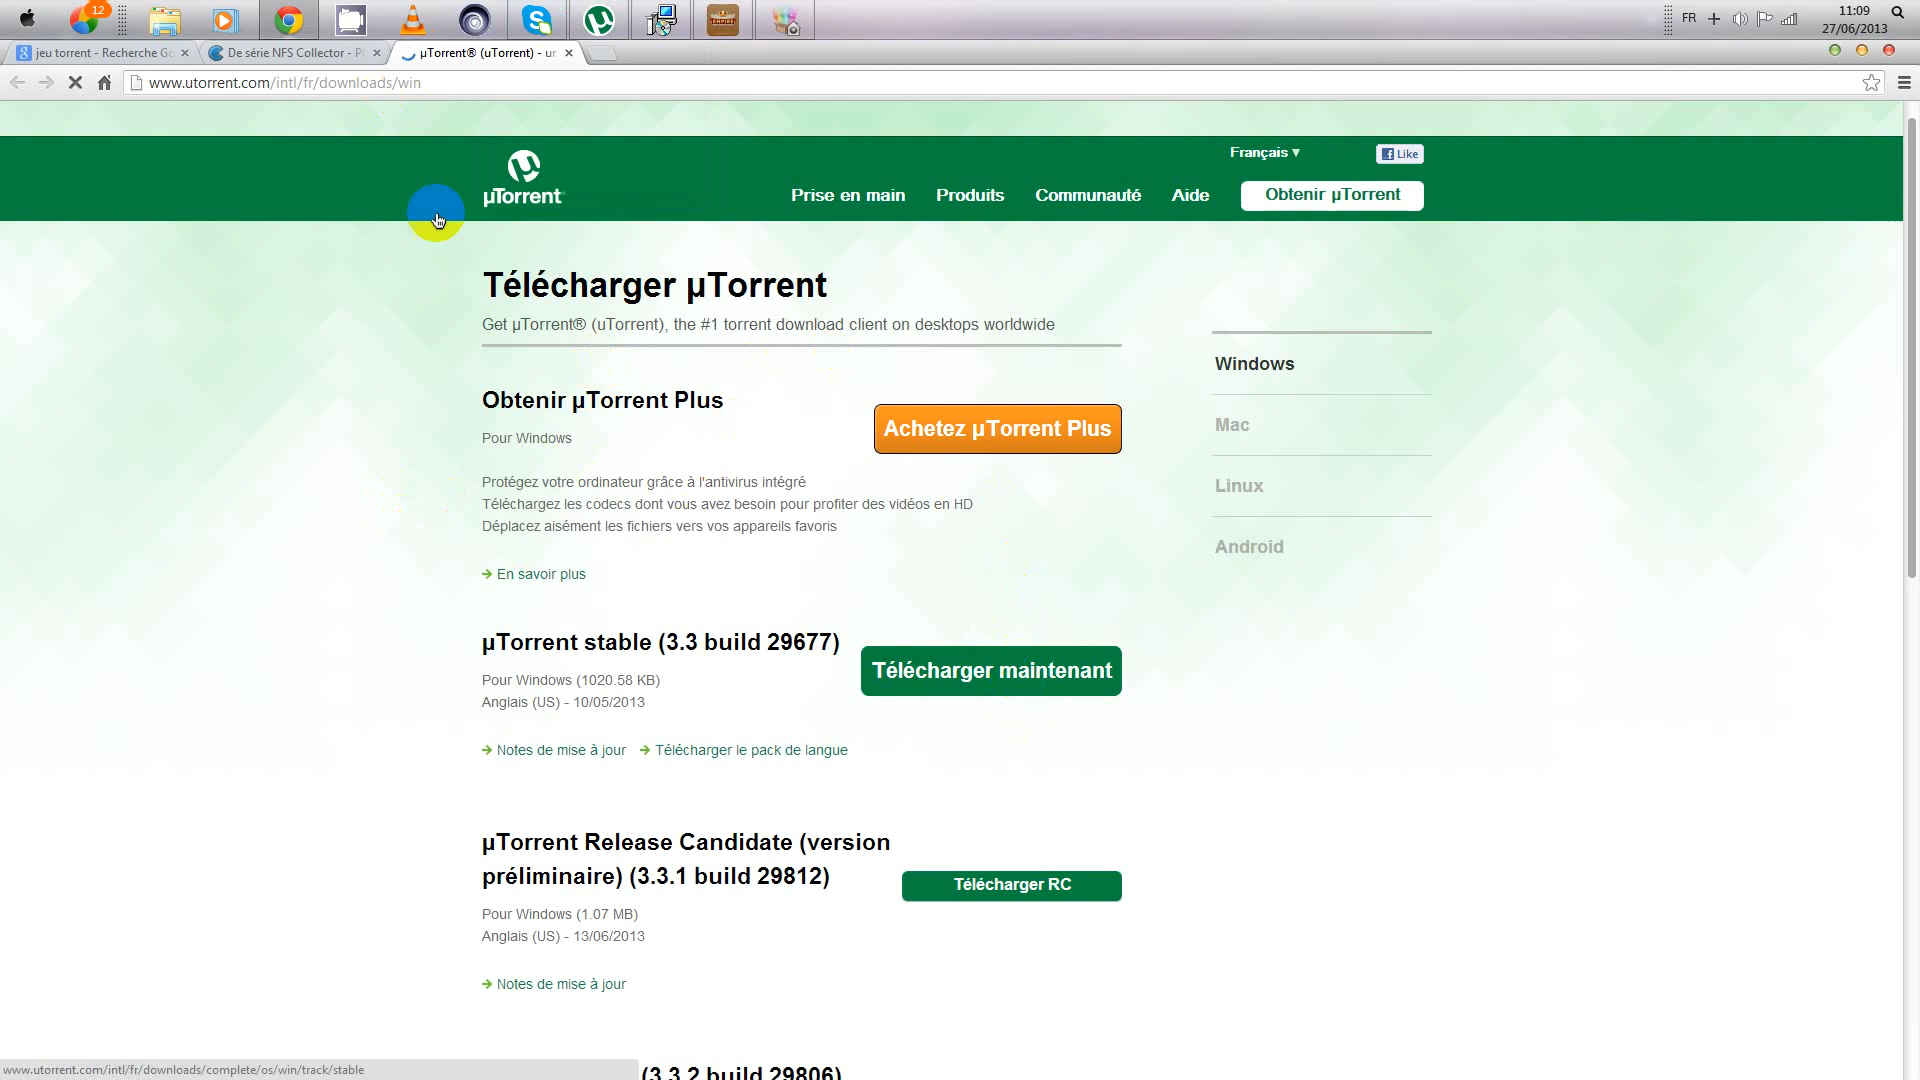 12
FR
11:09
27/06/2013
jeu torrent - Recherche Go
De série NFS Collector - P
µTorrent® (uTorrent) - un
www.utorrent.com/intl/fr/downloads/win
µTorrent
Français ▾
Like
Prise en main
Produits
Communauté
Aide
Obtenir µTorrent
Télécharger µTorrent
Get µTorrent® (uTorrent), the #1 torrent download client on desktops worldwide
Windows
Mac
Linux
Android
Obtenir µTorrent Plus
Pour Windows
Achetez µTorrent Plus
Protégez votre ordinateur grâce à l'antivirus intégré
Téléchargez les codecs dont vous avez besoin pour profiter des vidéos en HD
Déplacez aisément les fichiers vers vos appareils favoris
En savoir plus
µTorrent stable (3.3 build 29677)
Pour Windows (1020.58 KB)
Anglais (US) - 10/05/2013
Télécharger maintenant
Notes de mise à jour
Télécharger le pack de langue
µTorrent Release Candidate (version
préliminaire) (3.3.1 build 29812)
Pour Windows (1.07 MB)
Anglais (US) - 13/06/2013
Télécharger RC
Notes de mise à jour
(3.3.2 build 29806)
www.utorrent.com/intl/fr/downloads/complete/os/win/track/stable